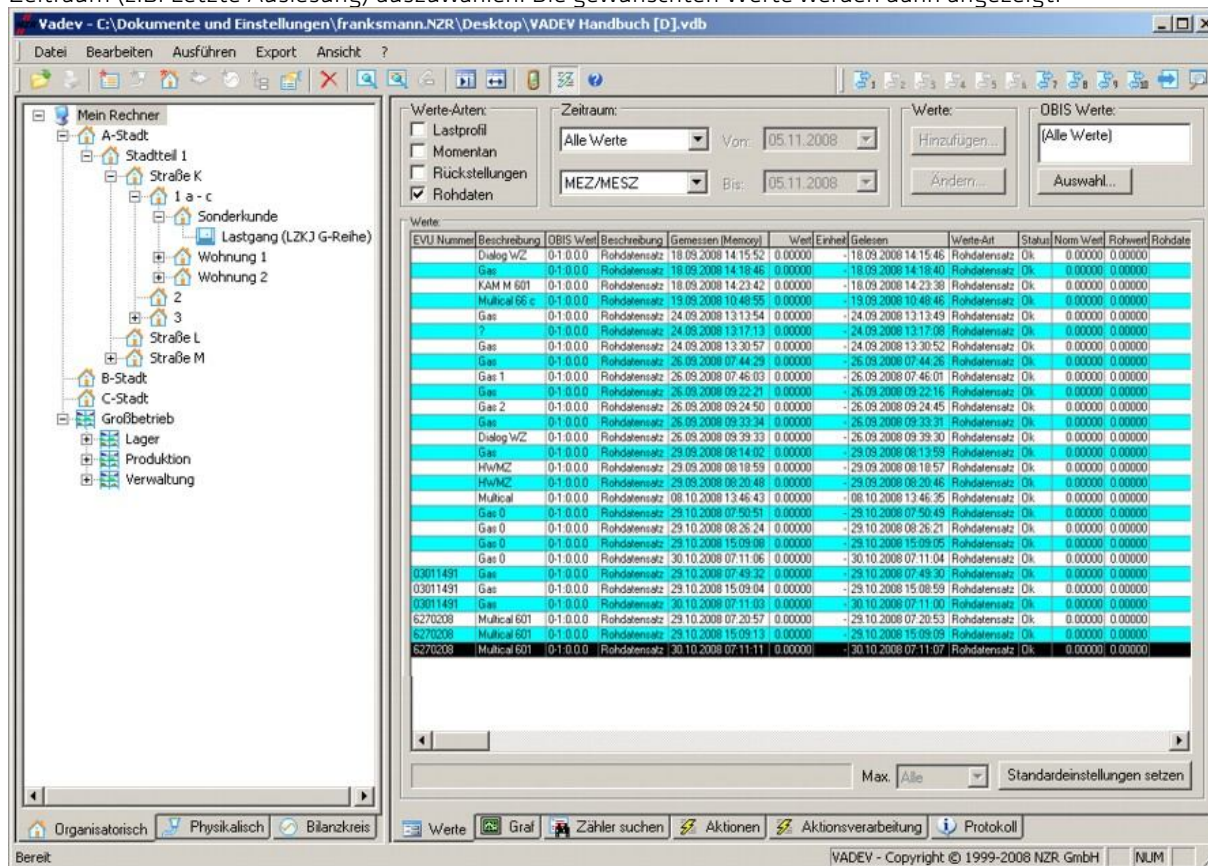 Zeitraum (z.B. Letzte Auslesung) auszuwählen. Die gewünschten Werte werden dann angezeigt.
Vadev - C:\Dokumente und Einstellungen\franksmann.NZR\Desktop\VADEV Handbuch [D].vdb
Datei Bearbeiten Ausführen Export Ansicht ?
Mein Rechner
A-Stadt
Stadtteil 1
Straße K
1 a - c
Sonderkunde
Lastgang (LZKJ G-Reihe)
Wohnung 1
Wohnung 2
2
3
Straße L
Straße M
B-Stadt
C-Stadt
Großbetrieb
Lager
Produktion
Verwaltung
Organisatorisch Physikalisch Bilanzkreis
Werte-Arten:
Lastprofil
Momentan
Rückstellungen
Rohdaten
Zeitraum:
Alle Werte Von: 05.11.2008
MEZ/MESZ Bis: 05.11.2008
Werte:
Hinzufügen...
Ändern...
OBIS Werte:
(Alle Werte)
Auswahl...
Werte:
EVU Nummer Beschreibung OBIS Wert Beschreibung Gemessen (Memory) Wert Einheit Gelesen Werte-Art Status Norm Wert Rohwert Rohdate
Dialog WZ 0-1:0.0.0 Rohdatensatz 18.09.2008 14:15:52 0.00000 - 18.09.2008 14:15:46 Rohdatensatz Ok 0.00000 0.00000
Gas 0-1:0.0.0 Rohdatensatz 18.09.2008 14:18:46 0.00000 - 18.09.2008 14:18:40 Rohdatensatz Ok 0.00000 0.00000
KAM M 601 0-1:0.0.0 Rohdatensatz 18.09.2008 14:23:42 0.00000 - 18.09.2008 14:23:38 Rohdatensatz Ok 0.00000 0.00000
Multical 66 c 0-1:0.0.0 Rohdatensatz 19.09.2008 10:48:55 0.00000 - 19.09.2008 10:48:46 Rohdatensatz Ok 0.00000 0.00000
Gas 0-1:0.0.0 Rohdatensatz 24.09.2008 13:13:54 0.00000 - 24.09.2008 13:13:49 Rohdatensatz Ok 0.00000 0.00000
? 0-1:0.0.0 Rohdatensatz 24.09.2008 13:17:13 0.00000 - 24.09.2008 13:17:08 Rohdatensatz Ok 0.00000 0.00000
Gas 0-1:0.0.0 Rohdatensatz 24.09.2008 13:30:57 0.00000 - 24.09.2008 13:30:52 Rohdatensatz Ok 0.00000 0.00000
Gas 0-1:0.0.0 Rohdatensatz 26.09.2008 07:44:29 0.00000 - 26.09.2008 07:44:26 Rohdatensatz Ok 0.00000 0.00000
Gas 1 0-1:0.0.0 Rohdatensatz 26.09.2008 07:46:03 0.00000 - 26.09.2008 07:46:01 Rohdatensatz Ok 0.00000 0.00000
Gas 0-1:0.0.0 Rohdatensatz 26.09.2008 09:22:21 0.00000 - 26.09.2008 09:22:16 Rohdatensatz Ok 0.00000 0.00000
Gas 2 0-1:0.0.0 Rohdatensatz 26.09.2008 09:24:50 0.00000 - 26.09.2008 09:24:45 Rohdatensatz Ok 0.00000 0.00000
Gas 0-1:0.0.0 Rohdatensatz 26.09.2008 09:33:34 0.00000 - 26.09.2008 09:33:31 Rohdatensatz Ok 0.00000 0.00000
Dialog WZ 0-1:0.0.0 Rohdatensatz 26.09.2008 09:39:33 0.00000 - 26.09.2008 09:39:30 Rohdatensatz Ok 0.00000 0.00000
Gas 0-1:0.0.0 Rohdatensatz 29.09.2008 08:14:02 0.00000 - 29.09.2008 08:13:59 Rohdatensatz Ok 0.00000 0.00000
HWMZ 0-1:0.0.0 Rohdatensatz 29.09.2008 08:18:59 0.00000 - 29.09.2008 08:18:57 Rohdatensatz Ok 0.00000 0.00000
HWMZ 0-1:0.0.0 Rohdatensatz 29.09.2008 08:20:48 0.00000 - 29.09.2008 08:20:46 Rohdatensatz Ok 0.00000 0.00000
Multical 0-1:0.0.0 Rohdatensatz 08.10.2008 13:46:43 0.00000 - 08.10.2008 13:46:35 Rohdatensatz Ok 0.00000 0.00000
Gas 0 0-1:0.0.0 Rohdatensatz 29.10.2008 07:50:51 0.00000 - 29.10.2008 07:50:49 Rohdatensatz Ok 0.00000 0.00000
Gas 0 0-1:0.0.0 Rohdatensatz 29.10.2008 08:26:24 0.00000 - 29.10.2008 08:26:21 Rohdatensatz Ok 0.00000 0.00000
Gas 0 0-1:0.0.0 Rohdatensatz 29.10.2008 15:09:08 0.00000 - 29.10.2008 15:09:05 Rohdatensatz Ok 0.00000 0.00000
Gas 0 0-1:0.0.0 Rohdatensatz 30.10.2008 07:11:06 0.00000 - 30.10.2008 07:11:04 Rohdatensatz Ok 0.00000 0.00000
03011491 Gas 0-1:0.0.0 Rohdatensatz 29.10.2008 07:49:32 0.00000 - 29.10.2008 07:49:30 Rohdatensatz Ok 0.00000 0.00000
03011491 Gas 0-1:0.0.0 Rohdatensatz 29.10.2008 15:09:04 0.00000 - 29.10.2008 15:08:59 Rohdatensatz Ok 0.00000 0.00000
03011491 Gas 0-1:0.0.0 Rohdatensatz 30.10.2008 07:11:03 0.00000 - 30.10.2008 07:11:00 Rohdatensatz Ok 0.00000 0.00000
6270208 Multical 601 0-1:0.0.0 Rohdatensatz 29.10.2008 07:20:57 0.00000 - 29.10.2008 07:20:53 Rohdatensatz Ok 0.00000 0.00000
6270208 Multical 601 0-1:0.0.0 Rohdatensatz 29.10.2008 15:09:13 0.00000 - 29.10.2008 15:09:09 Rohdatensatz Ok 0.00000 0.00000
6270208 Multical 601 0-1:0.0.0 Rohdatensatz 30.10.2008 07:11:11 0.00000 - 30.10.2008 07:11:07 Rohdatensatz Ok 0.00000 0.00000
Max. Alle Standardeinstellungen setzen
Werte Graf Zähler suchen Aktionen Aktionsverarbeitung Protokoll
Bereit VADEV - Copyright © 1999-2008 NZR GmbH NUM